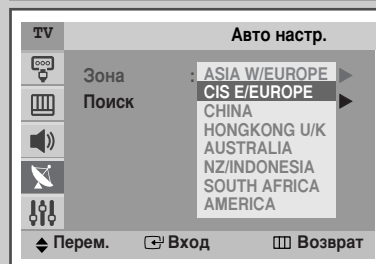 TV Авто настр.
Зона : ASIA W/EUROPE
Поиск CIS E/EUROPE
CHINA
HONGKONG U/K
AUSTRALIA
NZ/INDONESIA
SOUTH AFRICA
AMERICA
Перем. Вход Возврат